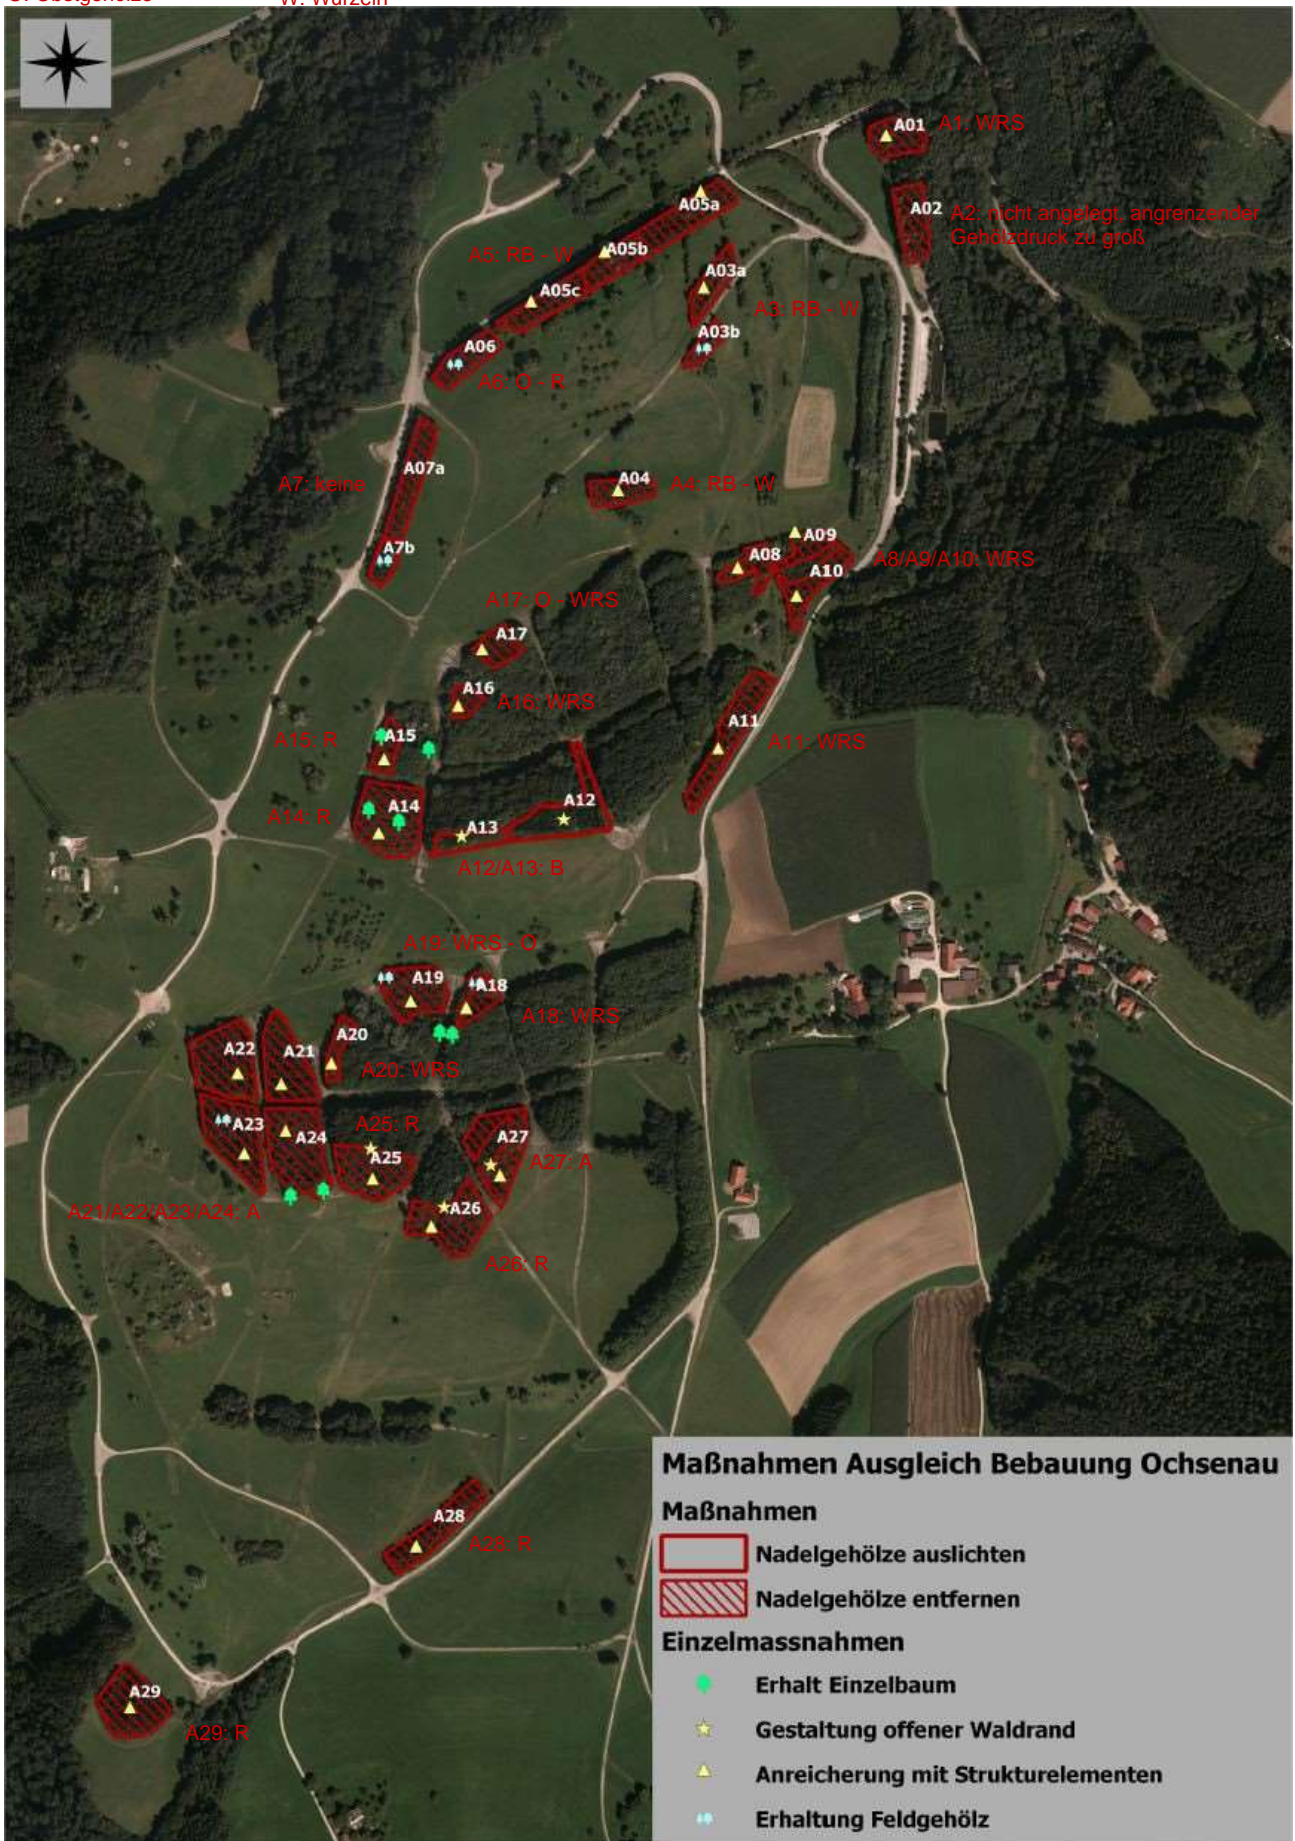 W: Wurzeln
A01
A1: WRS
A02
A2: nicht angelegt, angrenzender
Gehölzdruck zu groß
A05a
A05b
A5: RB - W
A05c
A03a
A3: RB - W
A03b
A06
A6: O - R
A07a
A7: keine
A7b
A04
A4: RB - W
A09
A08
A8/A9/A10: WRS
A10
A17: O - WRS
A17
A16
A16: WRS
A15: R
A15
A11
A11: WRS
A14: R
A14
A12
A13
A12/A13: B
A19: WRS - O
A19
A18
A18: WRS
A20
A20: WRS
A22
A21
A23
A24
A25: R
A25
A27
A27: A
A21/A22/A23/A24: A
A26
A26: R
A28
A28: R
A29
A29: R
Maßnahmen Ausgleich Bebauung Ochsenau
Maßnahmen
Nadelgehölze auslichten
Nadelgehölze entfernen
Einzelmassnahmen
Erhalt Einzelbaum
Gestaltung offener Waldrand
Anreicherung mit Strukturelementen
Erhaltung Feldgehölz